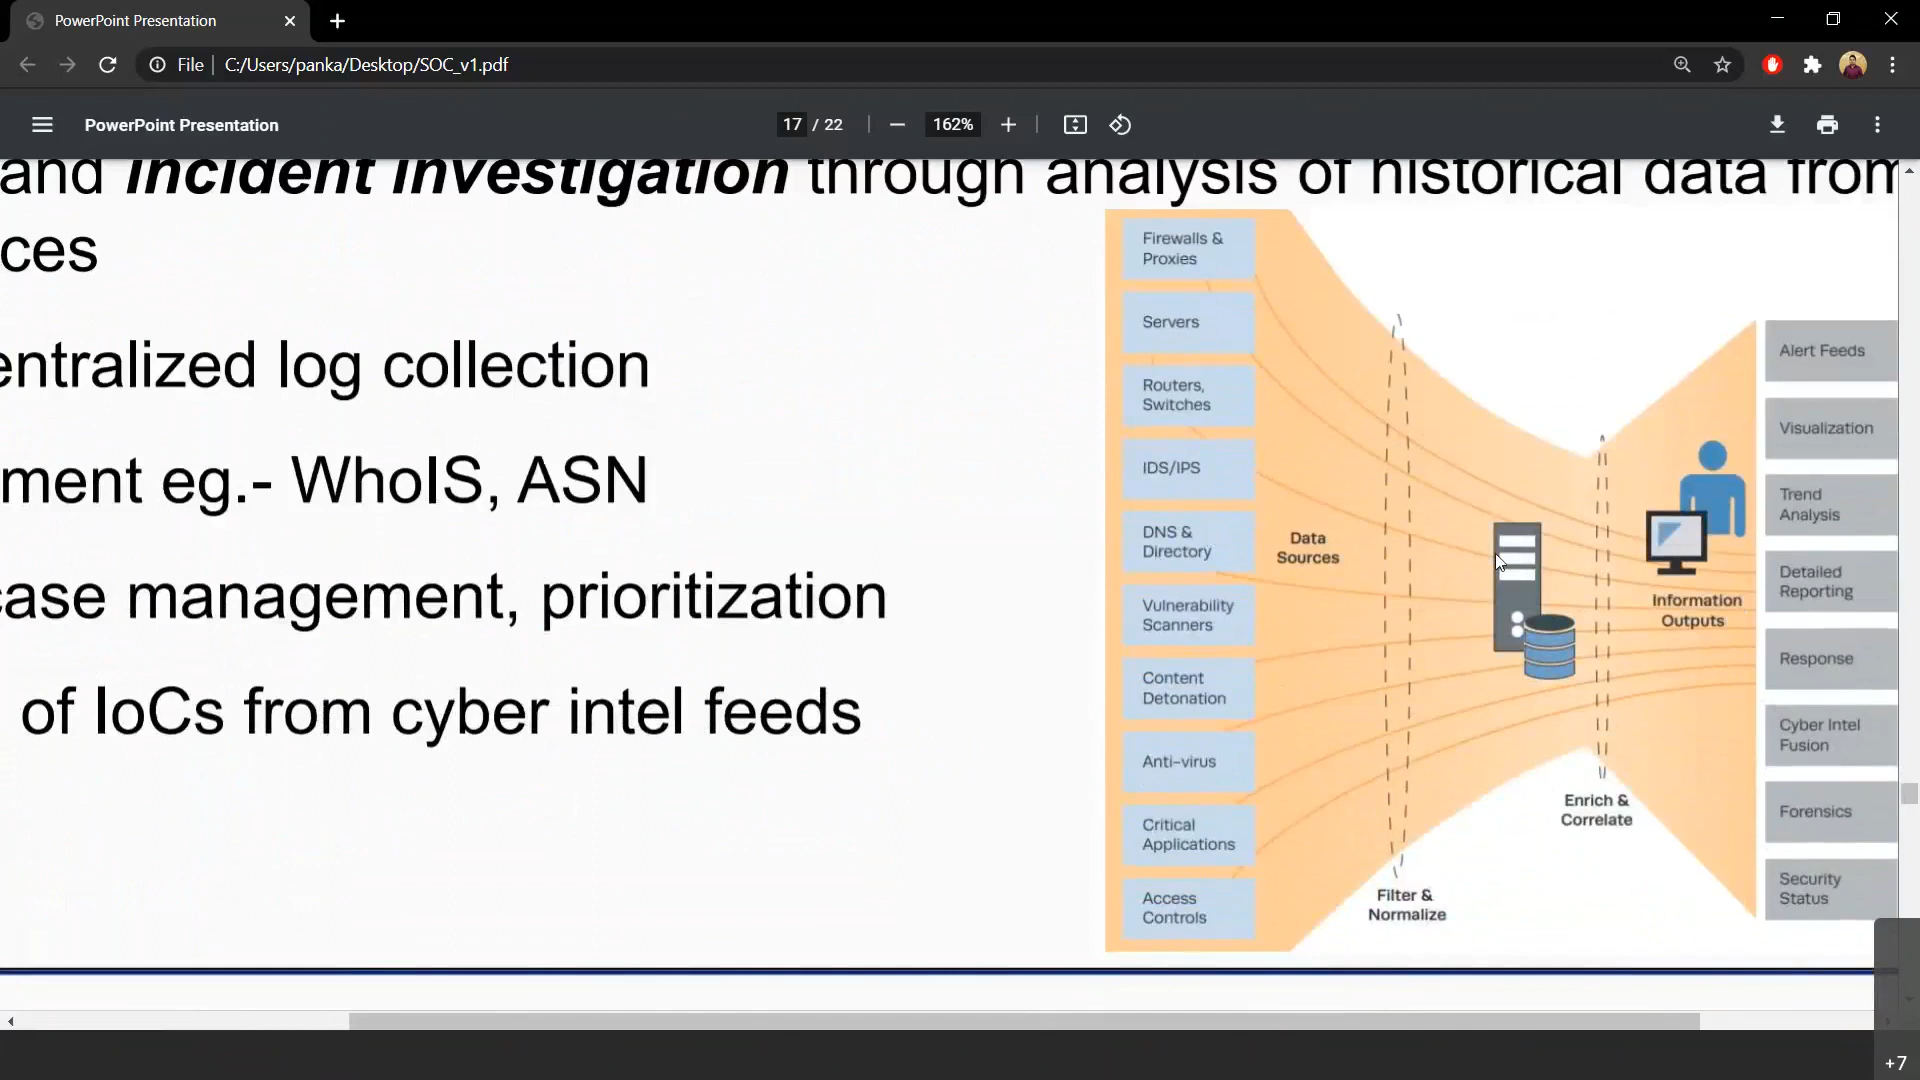 PowerPoint Presentation
File
C:/Users/panka/Desktop/SOC_v1.pdf
PowerPoint Presentation
17 / 22
162%
and incident investigation through analysis of historical data from
ces
entralized log collection
ment eg.- WhoIS, ASN
case management, prioritization
of IoCs from cyber intel feeds
Firewalls &
Proxies
Servers
Routers,
Switches
IDS/IPS
DNS &
Directory
Vulnerability
Scanners
Content
Detonation
Anti-virus
Critical
Applications
Access
Controls
Data
Sources
Filter &
Normalize
Enrich &
Correlate
Information
Outputs
Alert Feeds
Visualization
Trend
Analysis
Detailed
Reporting
Response
Cyber Intel
Fusion
Forensics
Security
Status
+7